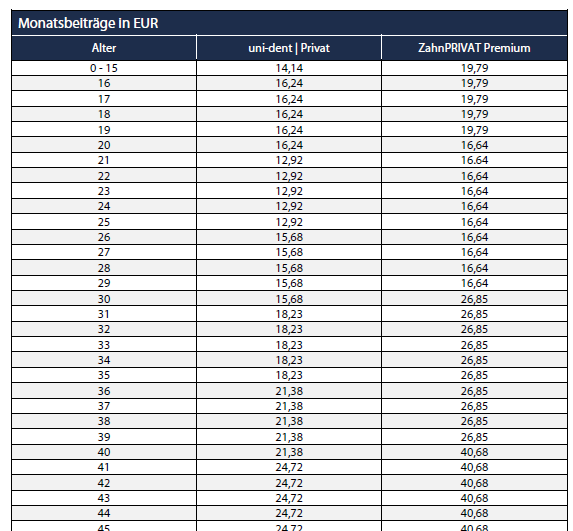 Monatsbeiträge in EUR
Alter uni-dent | Privat ZahnPRIVAT Premium
0 - 15 14,14 19,79
16 16,24 19,79
17 16,24 19,79
18 16,24 19,79
19 16,24 19,79
20 16,24 16,64
21 12,92 16.64
22 12,92 16,64
23 12,92 16,64
24 12,92 16,64
25 12,92 16,64
26 15,68 16,64
27 15,68 16,64
28 15,68 16,64
29 15,68 16,64
30 15,68 26,85
31 18,23 26,85
32 18,23 26,85
33 18,23 26,85
34 18,23 26,85
35 18,23 26,85
36 21,38 26,85
37 21,38 26,85
38 21,38 26,85
39 21,38 26,85
40 21,38 40,68
41 24,72 40,68
42 24,72 40,68
43 24,72 40,68
44 24,72 40,68
45 24,72 40,68